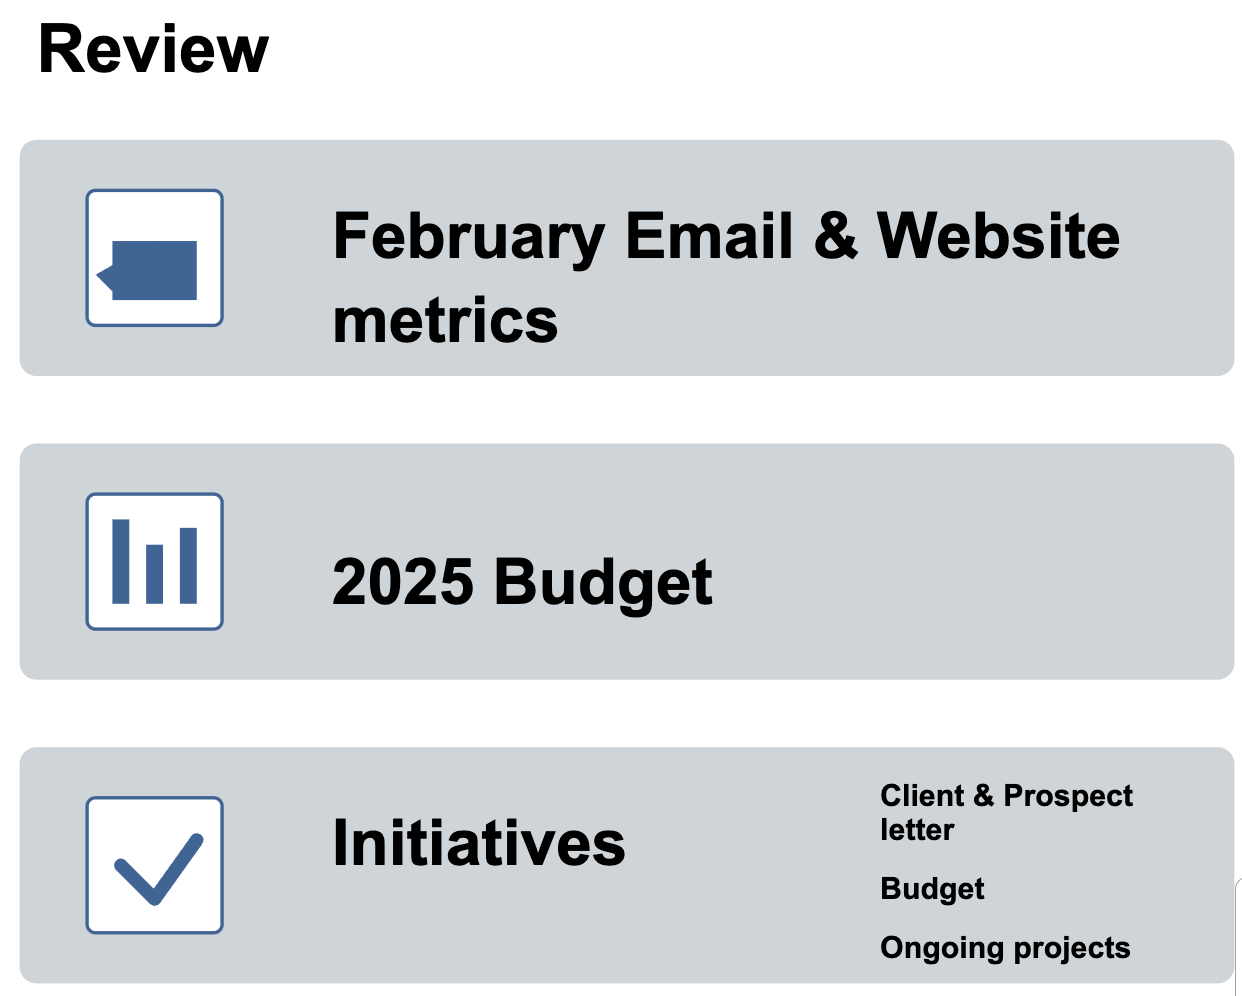 Review
February Email & Website
metrics
2025 Budget
Initiatives
Client & Prospect
letter
Budget
Ongoing projects